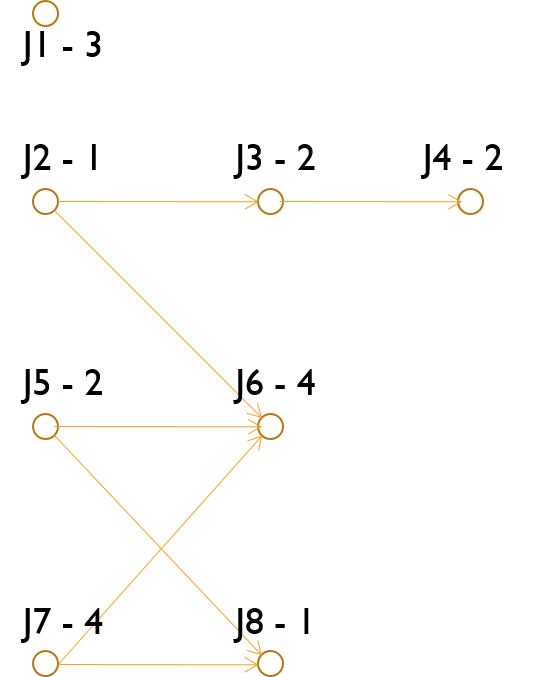 J1 - 3
J2 - 1
J3 - 2
J4 - 2
J5 - 2
J6 - 4
J7 - 4
J8 - 1